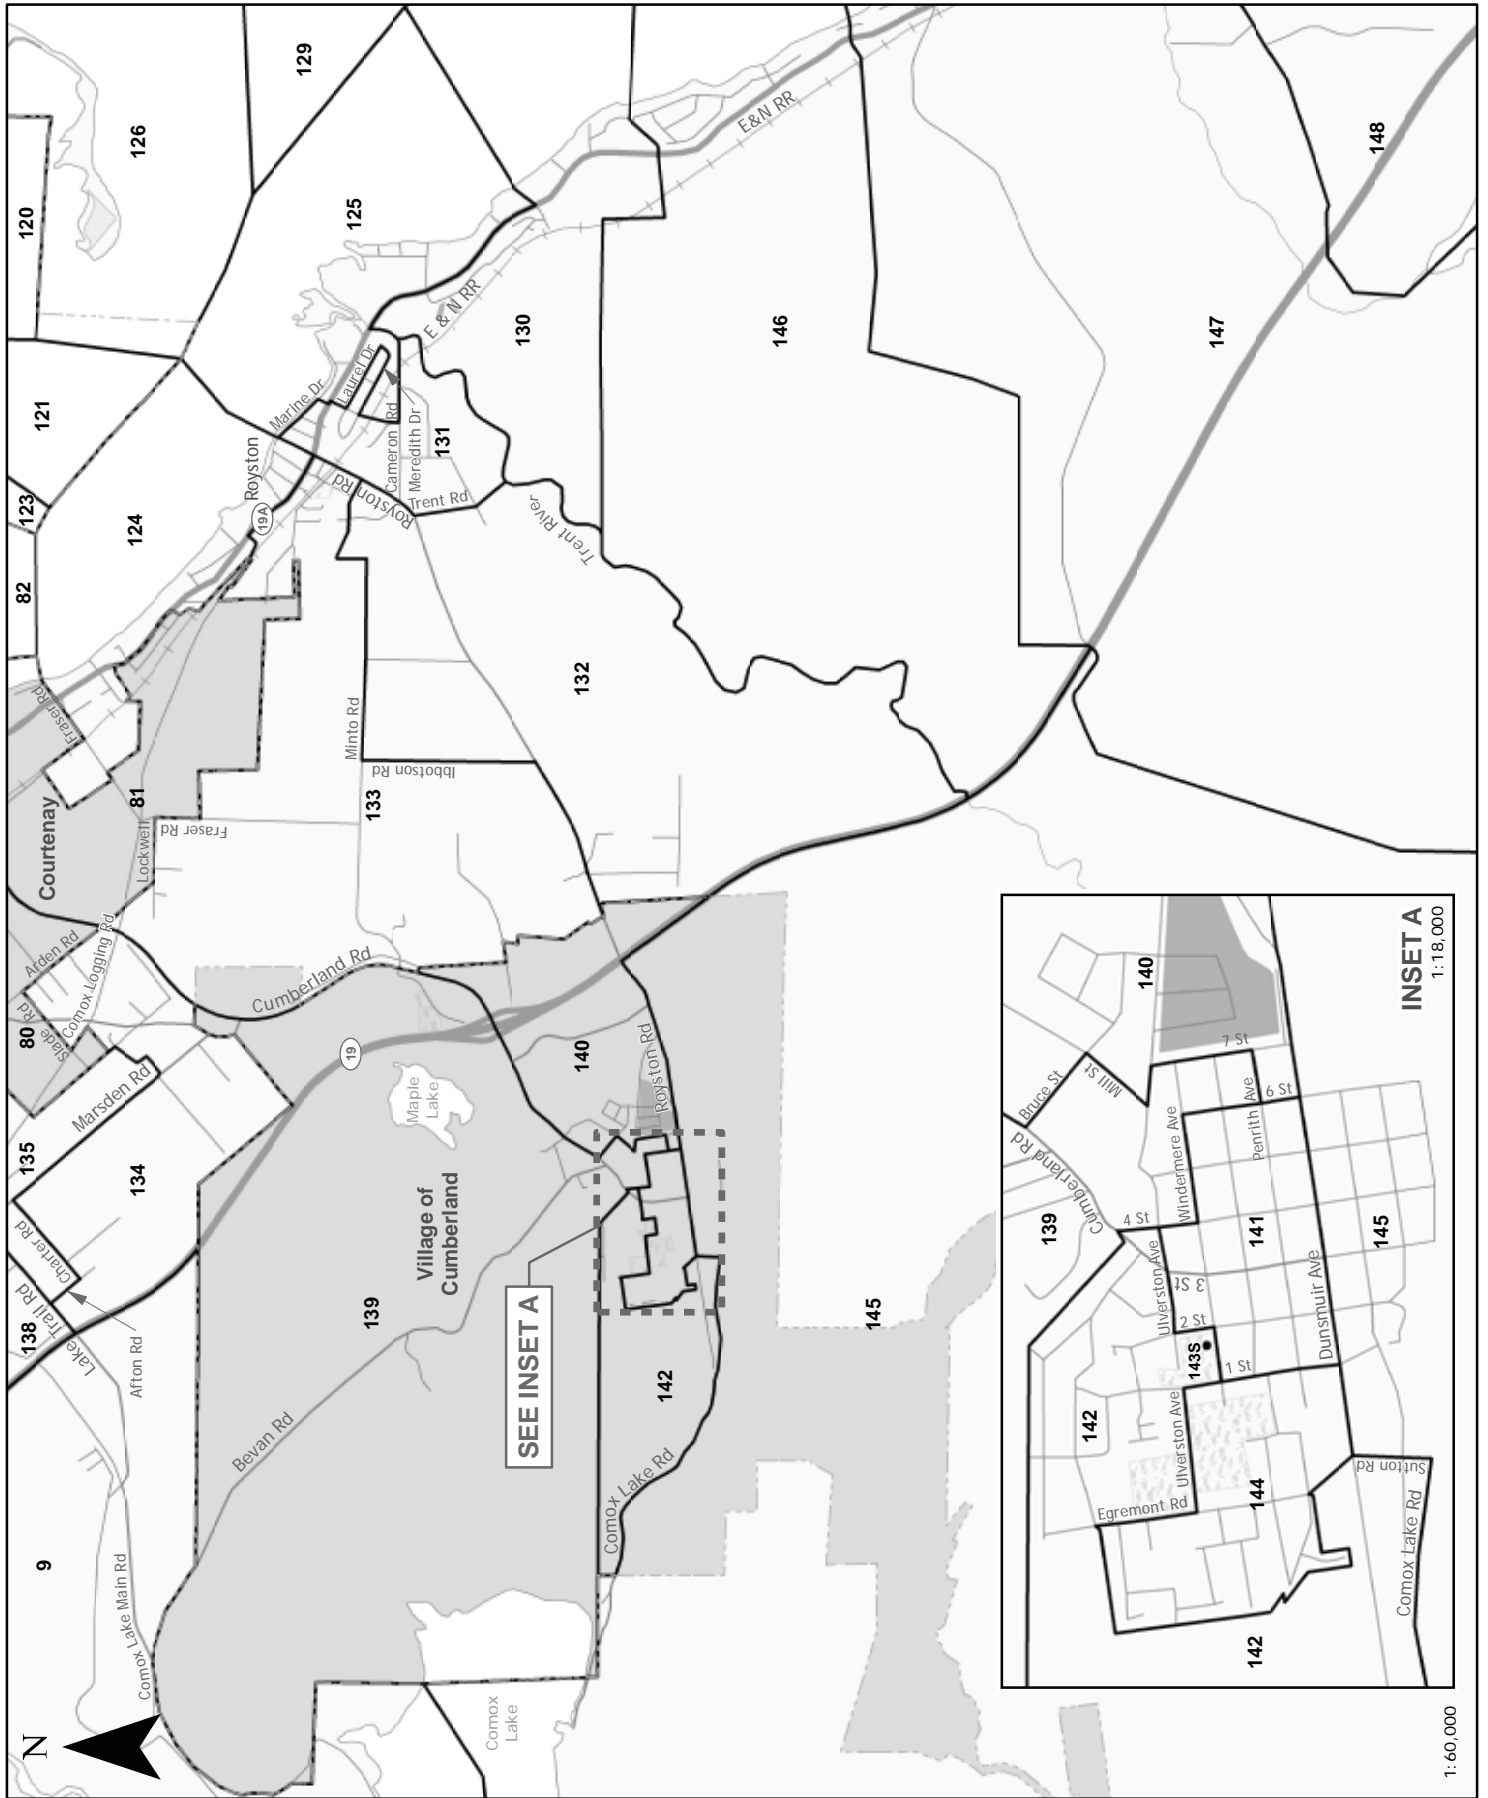 N
9
Comox Lake Main Rd
138
Lake
Trail Rd
Charter Rd
Afton Rd
135
134
Marsden Rd
80
Slade Rd
Arden Rd
Comox Logging Rd
Courtenay
81
Lockwell
Fraser Rd
Fraser Rd
82
123
124
121
120
126
129
125
19A
Royston
Marine Dr
Laurel Dr
Royston Rd
Royston
Cameron Rd
Meredith Dr
131
Trent Rd
E & N RR
E&N RR
130
Trent River
Minto Rd
Ibbotson Rd
133
132
146
147
148
Cumberland Rd
19
Maple
Lake
140
Royston Rd
Village of
Cumberland
139
Bevan Rd
SEE INSET A
142
Comox Lake Rd
145
Comox
Lake
1:60,000
INSET A
1:18,000
140
Bruce St
Mill St
7 St
6 St
Cumberland Rd
139
4 St
Windermere Ave
Penrith Ave
141
Ulverston Ave
3 St
2 St
143S
1 St
Dunsmuir Ave
145
142
Ulverston Ave
Egremont Rd
144
Sutton Rd
Comox Lake Rd
142